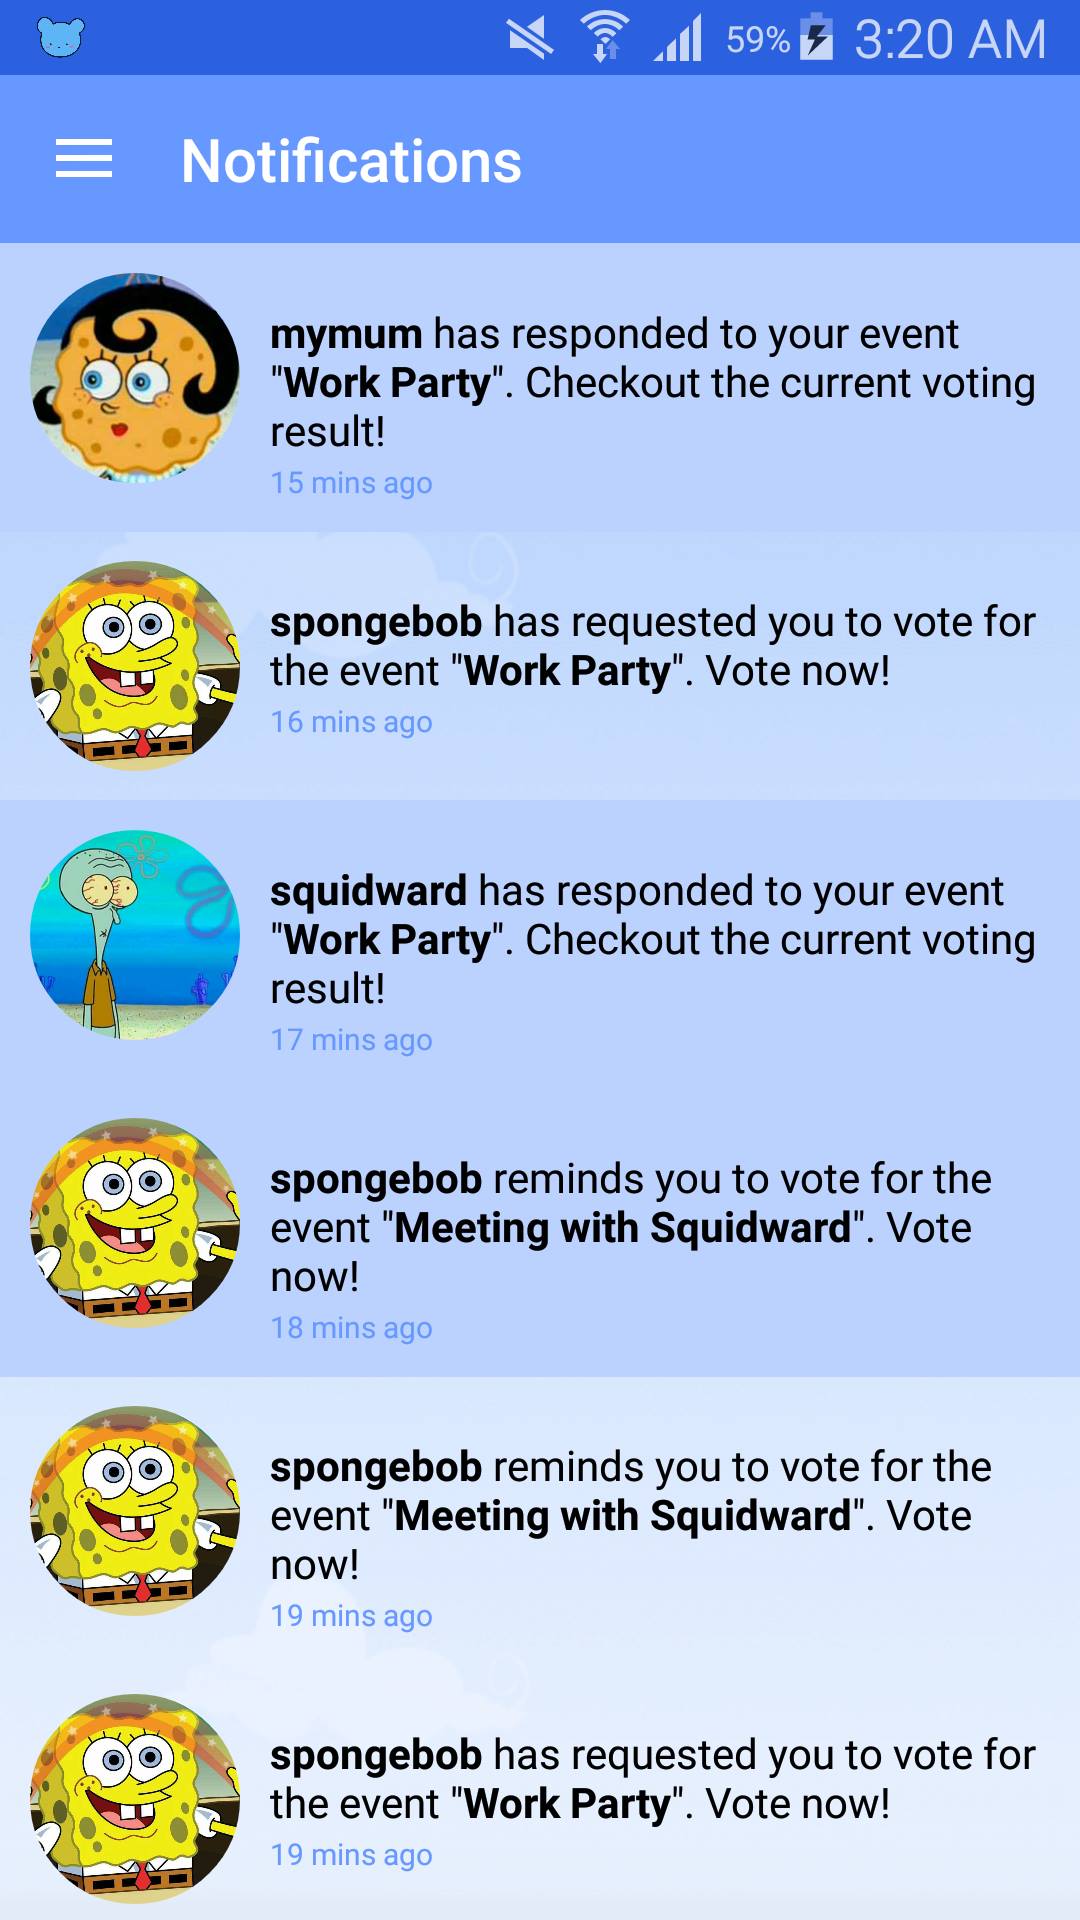 59% 3:20 AM
Notifications
mymum has responded to your event
"Work Party". Checkout the current voting
result!
15 mins ago
spongebob has requested you to vote for
the event "Work Party". Vote now!
16 mins ago
squidward has responded to your event
"Work Party". Checkout the current voting
result!
17 mins ago
spongebob reminds you to vote for the
event "Meeting with Squidward". Vote
now!
18 mins ago
spongebob reminds you to vote for the
event "Meeting with Squidward". Vote
now!
19 mins ago
spongebob has requested you to vote for
the event "Work Party". Vote now!
19 mins ago